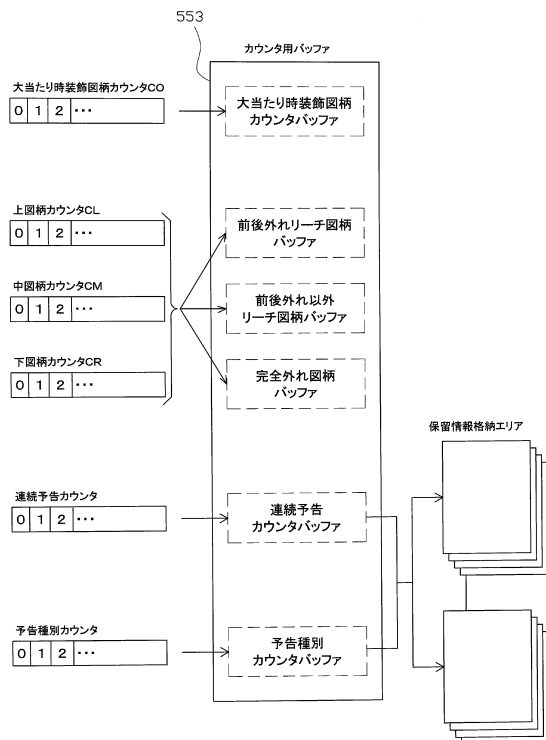 553
カウンタ用バッファ
大当たり時装飾図柄カウンタCO
0 1 2 ・・・
大当たり時装飾図柄
カウンタバッファ
上図柄カウンタCL
0 1 2 ・・・
前後外れリーチ図柄
バッファ
中図柄カウンタCM
0 1 2 ・・・
前後外れ以外
リーチ図柄バッファ
下図柄カウンタCR
0 1 2 ・・・
完全外れ図柄
バッファ
保留情報格納エリア
連続予告カウンタ
0 1 2 ・・・
連続予告
カウンタバッファ
予告種別カウンタ
0 1 2 ・・・
予告種別
カウンタバッファ